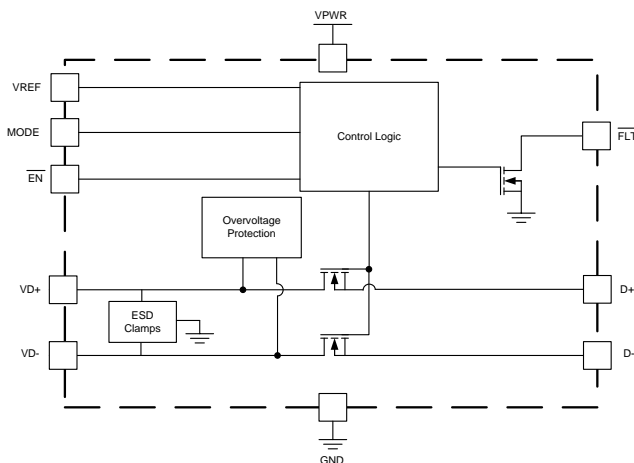 VPWR
VREF
MODE
Control Logic
FLT
EN
Overvoltage
Protection
VD+
D+
ESD
Clamps
VD-
D-
GND